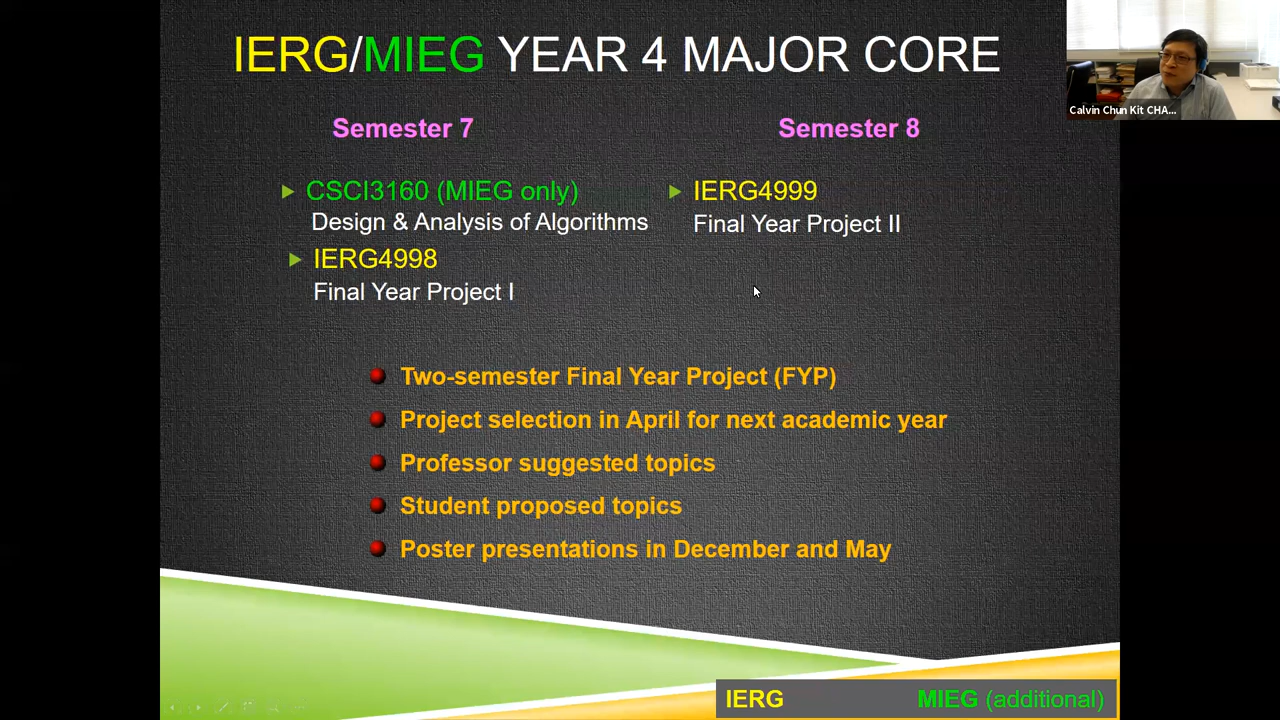 IERG/MIEG YEAR 4 MAJOR CORE
Calvin Chun Kit CHA...
Semester 7
CSCI3160 (MIEG only)
Design & Analysis of Algorithms
IERG4998
Final Year Project I
Semester 8
IERG4999
Final Year Project II
Two-semester Final Year Project (FYP)
Project selection in April for next academic year
Professor suggested topics
Student proposed topics
Poster presentations in December and May
IERG MIEG (additional)